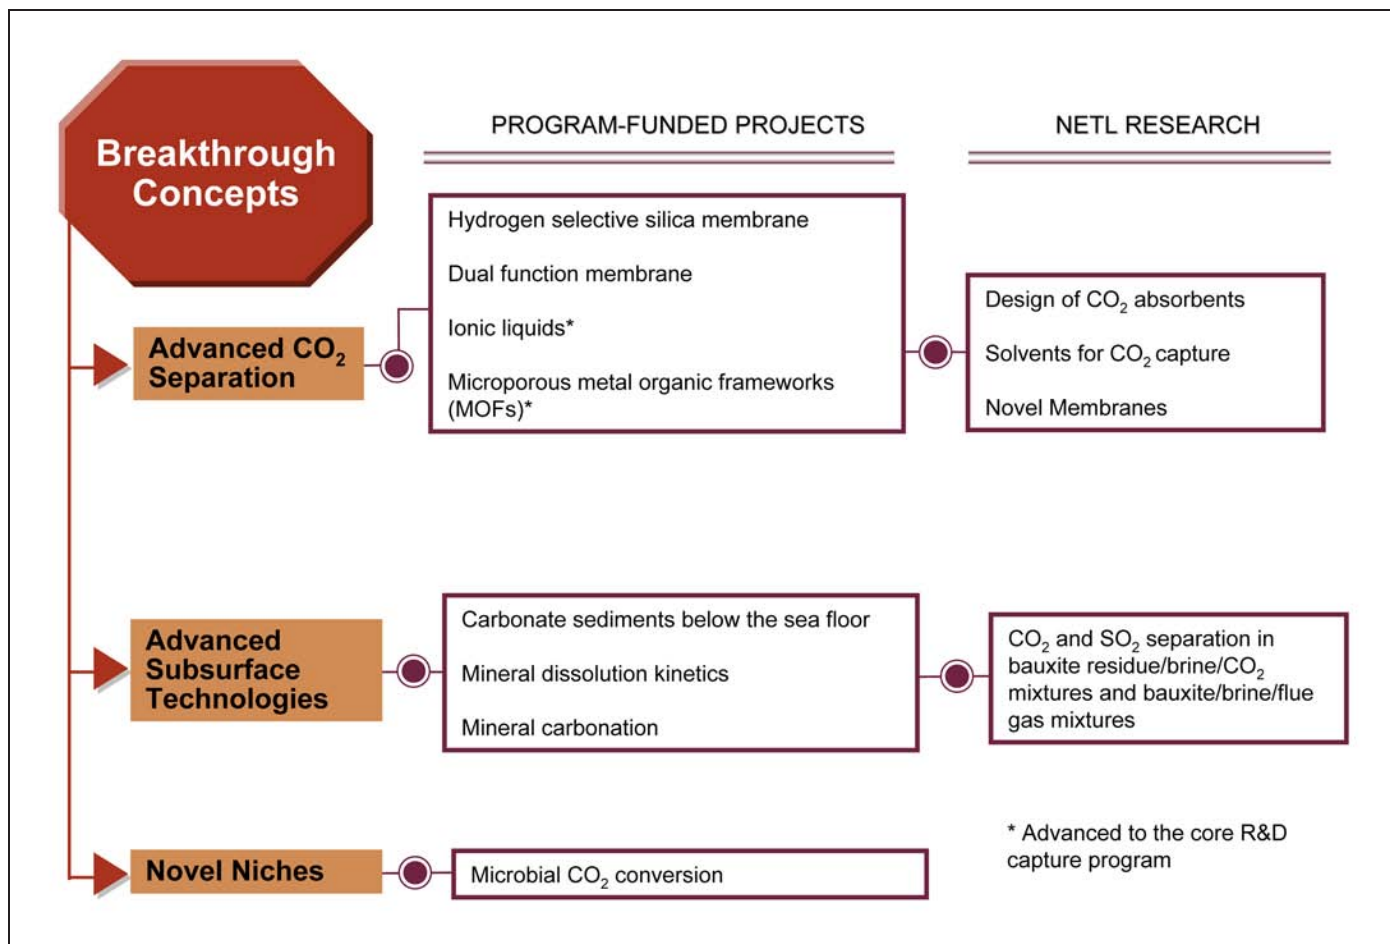 Breakthrough
Concepts
PROGRAM-FUNDED PROJECTS
NETL RESEARCH
Advanced CO₂
Separation
Hydrogen selective silica membrane
Dual function membrane
Ionic liquids*
Microporous metal organic frameworks
(MOFs)*
Design of CO₂ absorbents
Solvents for CO₂ capture
Novel Membranes
Advanced
Subsurface
Technologies
Carbonate sediments below the sea floor
Mineral dissolution kinetics
Mineral carbonation
CO₂ and SO₂ separation in
bauxite residue/brine/CO₂
mixtures and bauxite/brine/flue
gas mixtures
Novel Niches
Microbial CO₂ conversion
* Advanced to the core R&D
capture program